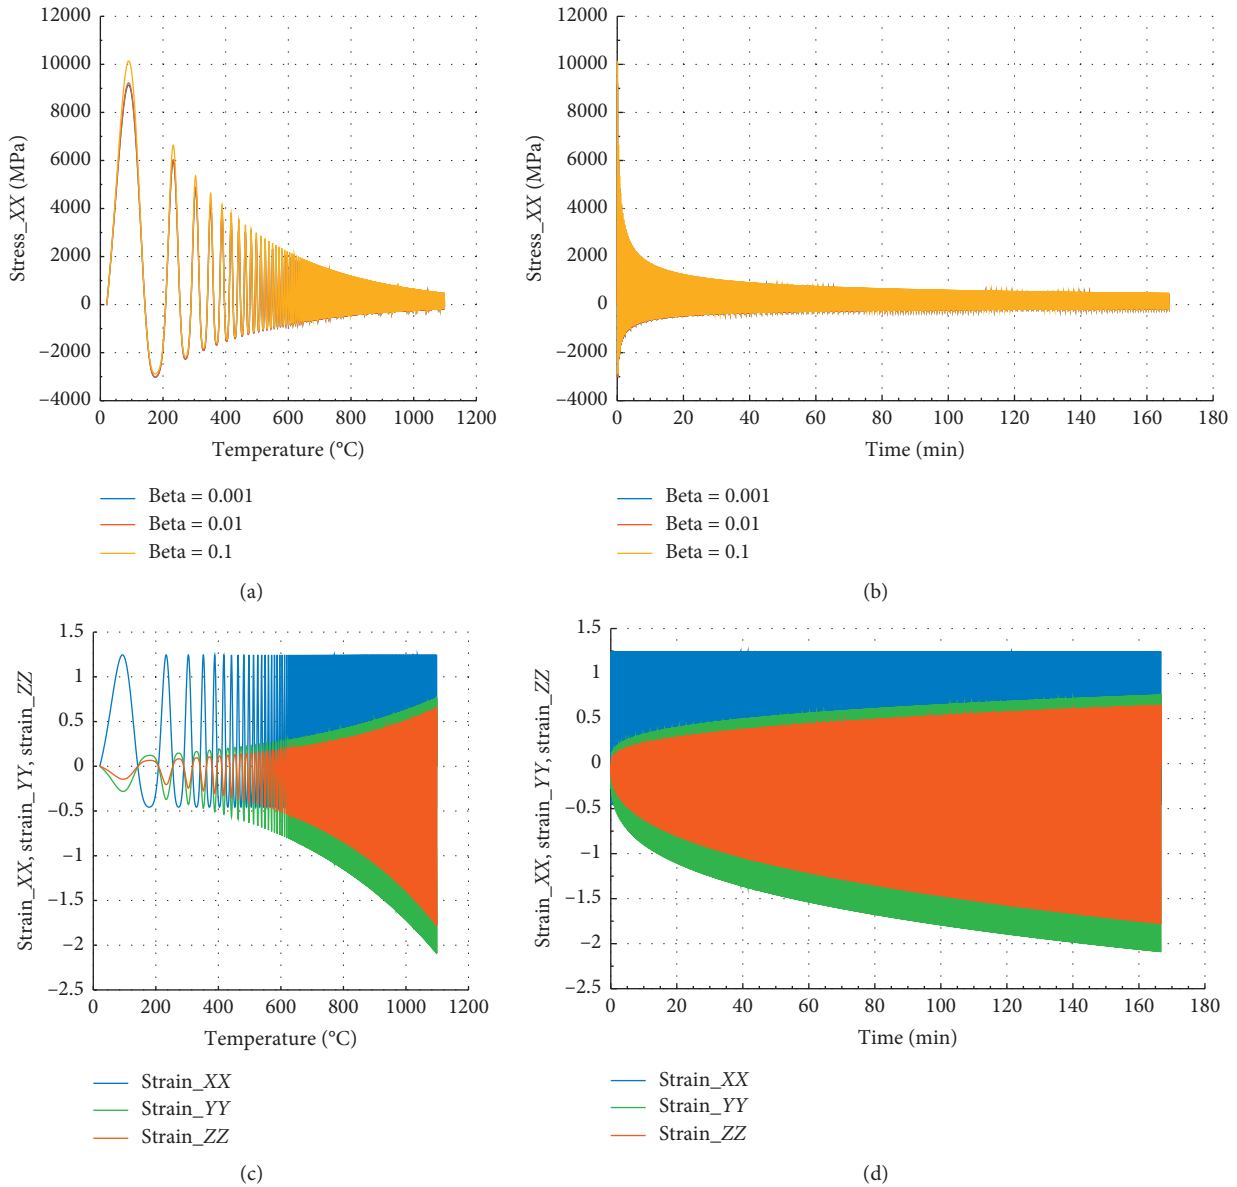 12000
10000
8000
6000
4000
2000
0
–2000
–4000
Stress_XX (MPa)
0 200 400 600 800 1000 1200
Temperature (°C)
Beta = 0.001
Beta = 0.01
Beta = 0.1
(a)
12000
10000
8000
6000
4000
2000
0
–2000
–4000
Stress_XX (MPa)
0 20 40 60 80 100 120 140 160 180
Time (min)
Beta = 0.001
Beta = 0.01
Beta = 0.1
(b)
1.5
1
0.5
0
–0.5
–1
–1.5
–2
–2.5
Strain_XX, strain_YY, strain_ZZ
0 200 400 600 800 1000 1200
Temperature (°C)
Strain_XX
Strain_YY
Strain_ZZ
(c)
1.5
1
0.5
0
–0.5
–1
–1.5
–2
–2.5
Strain_XX, strain_YY, strain_ZZ
0 20 40 60 80 100 120 140 160 180
Time (min)
Strain_XX
Strain_YY
Strain_ZZ
(d)